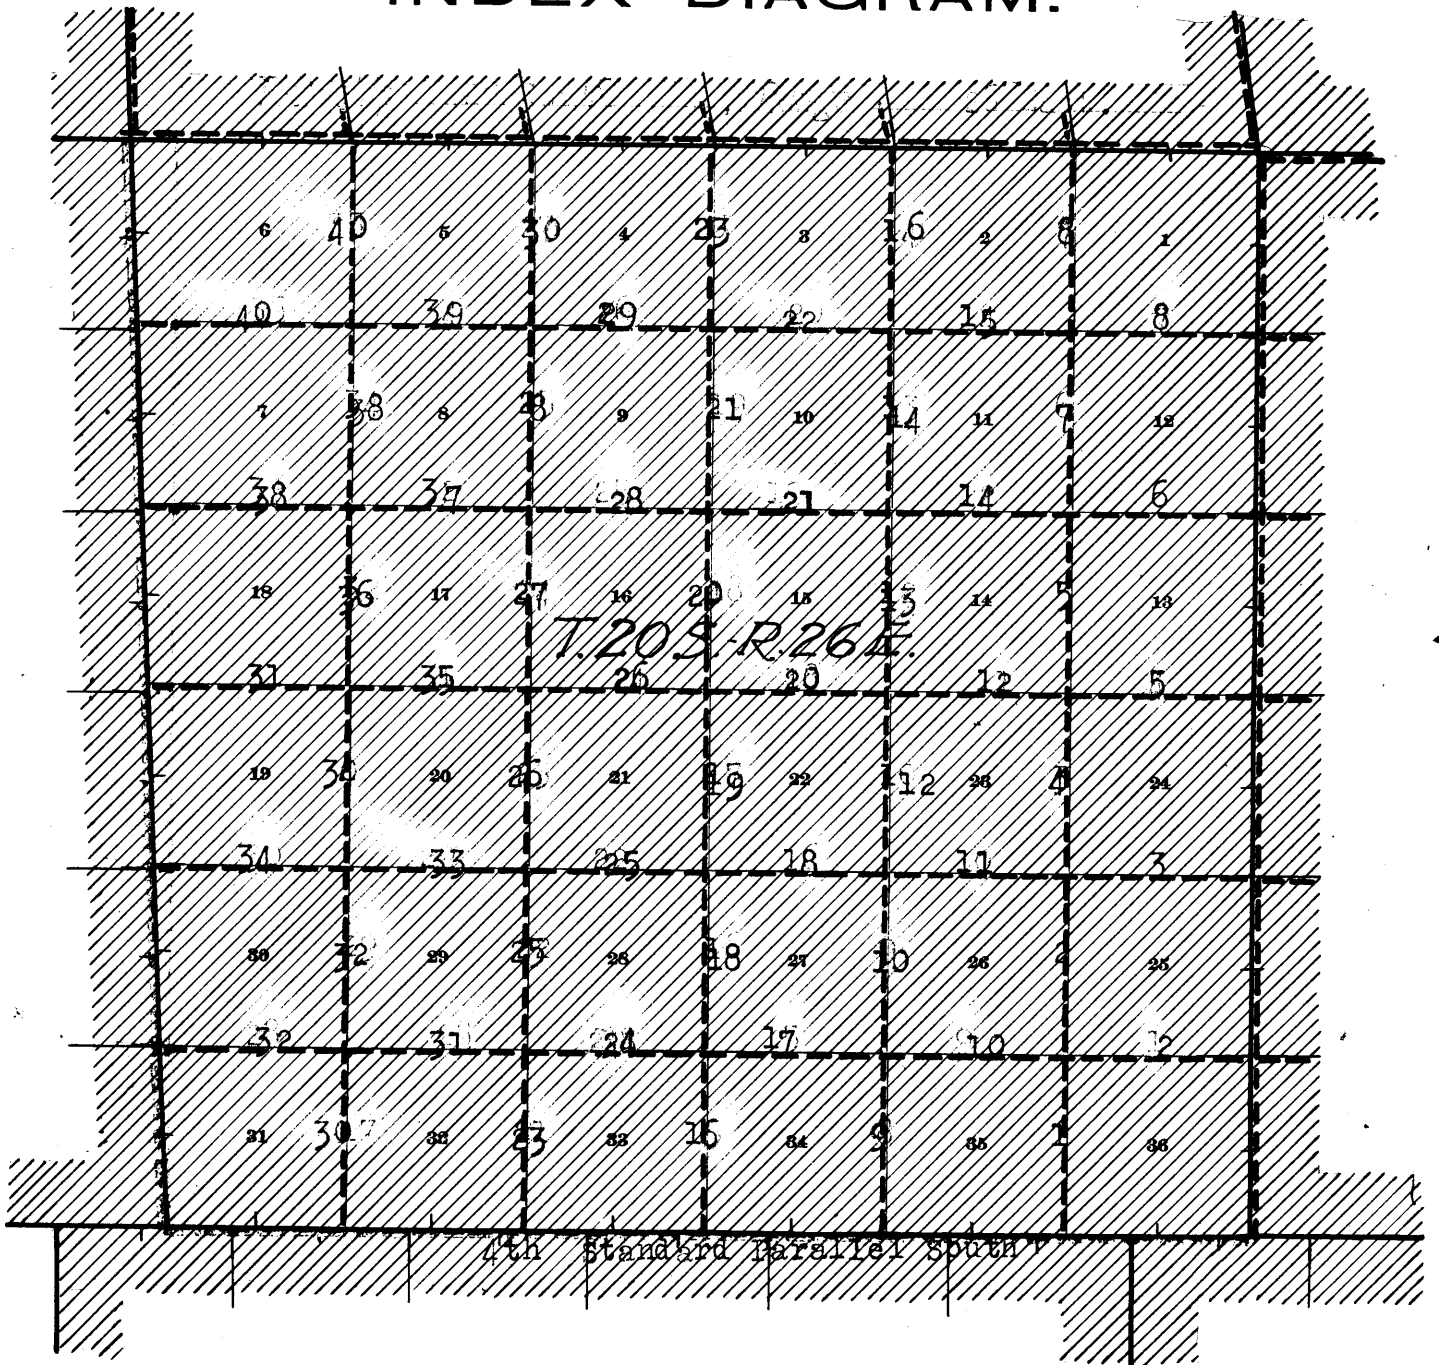 INDEX DIAGRAM.
6 40 5 30 4 23 3 16 2 8 1
40 39 29 22 15 8
7 38 8 28 9 21 10 14 11 7 12
38 37 28 21 14 6
18 36 17 27 16 20 15 13 14 5 13
T.20 S.-R.26 E.
31 35 26 20 12 5
19 20 26 21 19 22 12 23 4 24
34 33 25 18 11 3
30 32 29 25 28 18 27 10 26 2 25
32 31 24 17 10 2
31 30 32 23 33 16 34 9 35 1 36
4th Standard Parallel South